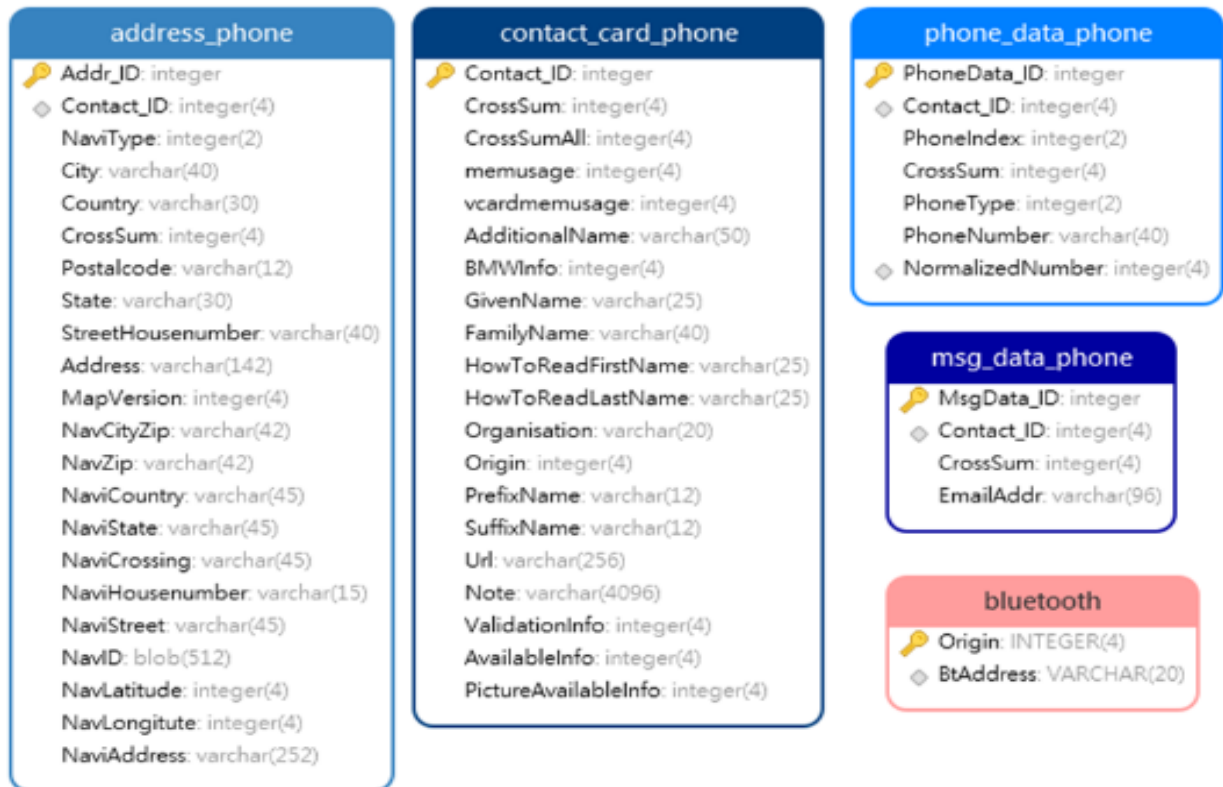 address_phone
Addr_ID: integer
Contact_ID: integer(4)
NaviType: integer(2)
City: varchar(40)
Country: varchar(30)
CrossSum: integer(4)
Postalcode: varchar(12)
State: varchar(30)
StreetHousenumber: varchar(40)
Address: varchar(142)
MapVersion: integer(4)
NavCityZip: varchar(42)
NavZip: varchar(42)
NaviCountry: varchar(45)
NaviState: varchar(45)
NaviCrossing: varchar(45)
NaviHousenumber: varchar(15)
NaviStreet: varchar(45)
NavID: blob(512)
NavLatitude: integer(4)
NavLongitute: integer(4)
NaviAddress: varchar(252)
contact_card_phone
Contact_ID: integer
CrossSum: integer(4)
CrossSumAll: integer(4)
memusage: integer(4)
vcardmemusage: integer(4)
AdditionalName: varchar(50)
BMWInfo: integer(4)
GivenName: varchar(25)
FamilyName: varchar(40)
HowToReadFirstName: varchar(25)
HowToReadLastName: varchar(25)
Organisation: varchar(20)
Origin: integer(4)
PrefixName: varchar(12)
SuffixName: varchar(12)
Url: varchar(256)
Note: varchar(4096)
ValidationInfo: integer(4)
AvailableInfo: integer(4)
PictureAvailableInfo: integer(4)
phone_data_phone
PhoneData_ID: integer
Contact_ID: integer(4)
PhoneIndex: integer(2)
CrossSum: integer(4)
PhoneType: integer(2)
PhoneNumber: varchar(40)
NormalizedNumber: integer(4)
msg_data_phone
MsgData_ID: integer
Contact_ID: integer(4)
CrossSum: integer(4)
EmailAddr: varchar(96)
bluetooth
Origin: INTEGER(4)
BtAddress: VARCHAR(20)